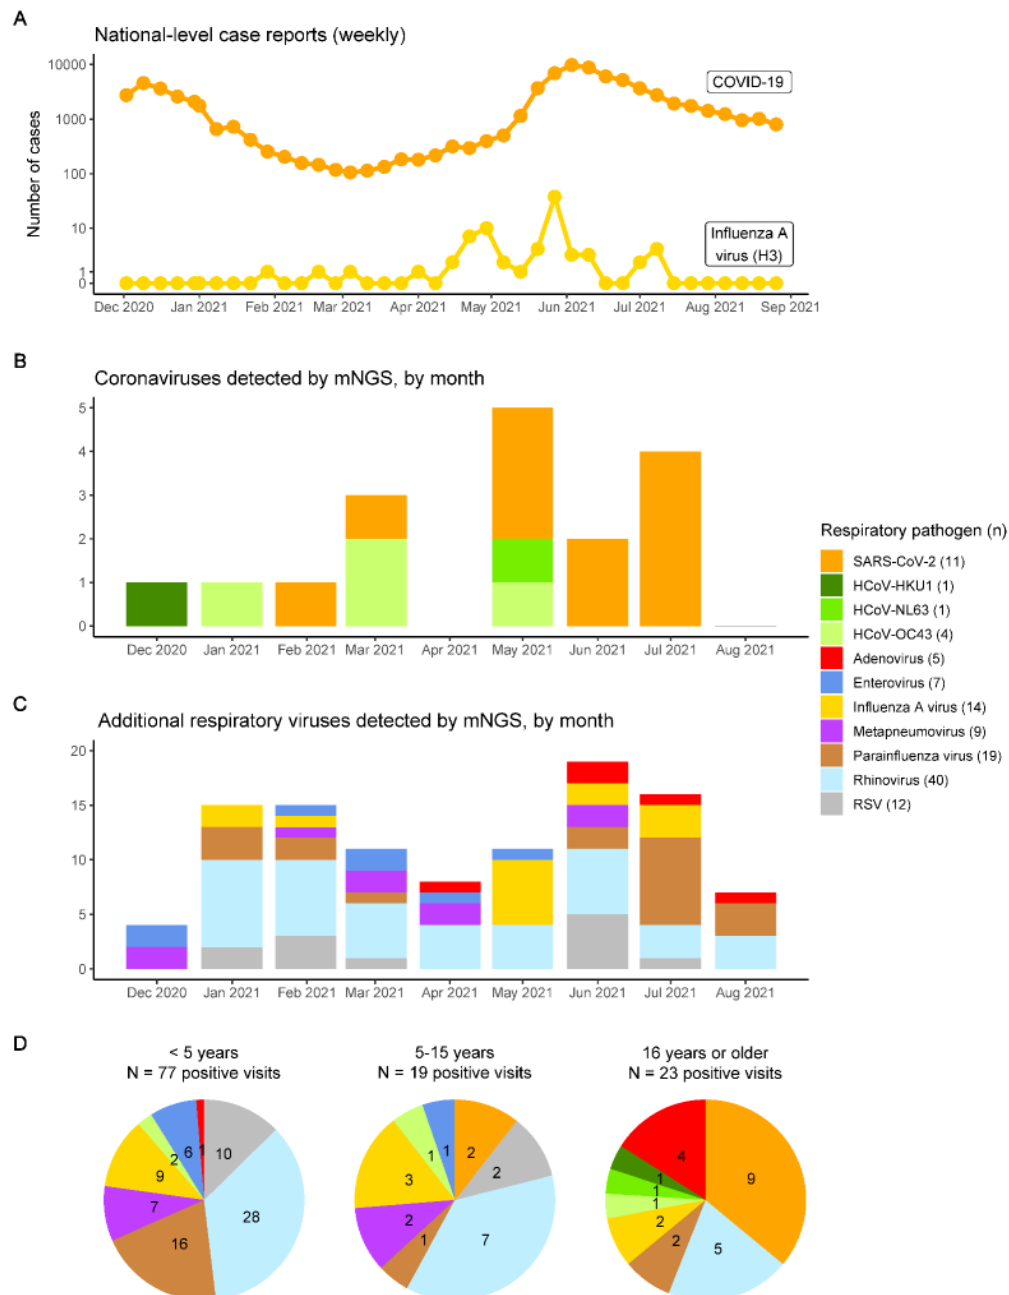 A
National-level case reports (weekly)
Number of cases
10000
1000
100
10
1
0
COVID-19
Influenza A
virus (H3)
Dec 2020 Jan 2021 Feb 2021 Mar 2021 Apr 2021 May 2021 Jun 2021 Jul 2021 Aug 2021 Sep 2021
B
Coronaviruses detected by mNGS, by month
5
4
3
2
1
0
Dec 2020 Jan 2021 Feb 2021 Mar 2021 Apr 2021 May 2021 Jun 2021 Jul 2021 Aug 2021
Respiratory pathogen (n)
SARS-CoV-2 (11)
HCoV-HKU1 (1)
HCoV-NL63 (1)
HCoV-OC43 (4)
Adenovirus (5)
Enterovirus (7)
Influenza A virus (14)
Metapneumovirus (9)
Parainfluenza virus (19)
Rhinovirus (40)
RSV (12)
C
Additional respiratory viruses detected by mNGS, by month
20
15
10
5
0
Dec 2020 Jan 2021 Feb 2021 Mar 2021 Apr 2021 May 2021 Jun 2021 Jul 2021 Aug 2021
D
< 5 years
N = 77 positive visits
10
28
16
7
9
2
6
1
5-15 years
N = 19 positive visits
2
2
7
1
2
3
1
1
16 years or older
N = 23 positive visits
9
5
2
2
1
1
1
4